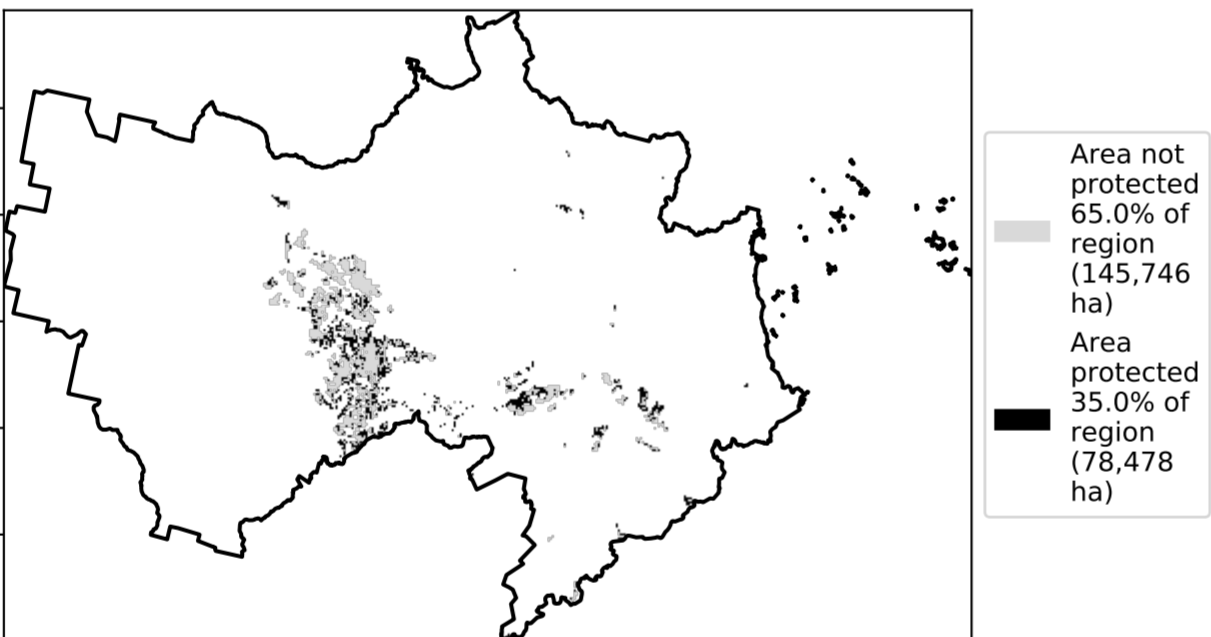 Area not
protected
65.0% of
region
(145,746
ha)
Area
protected
35.0% of
region
(78,478
ha)